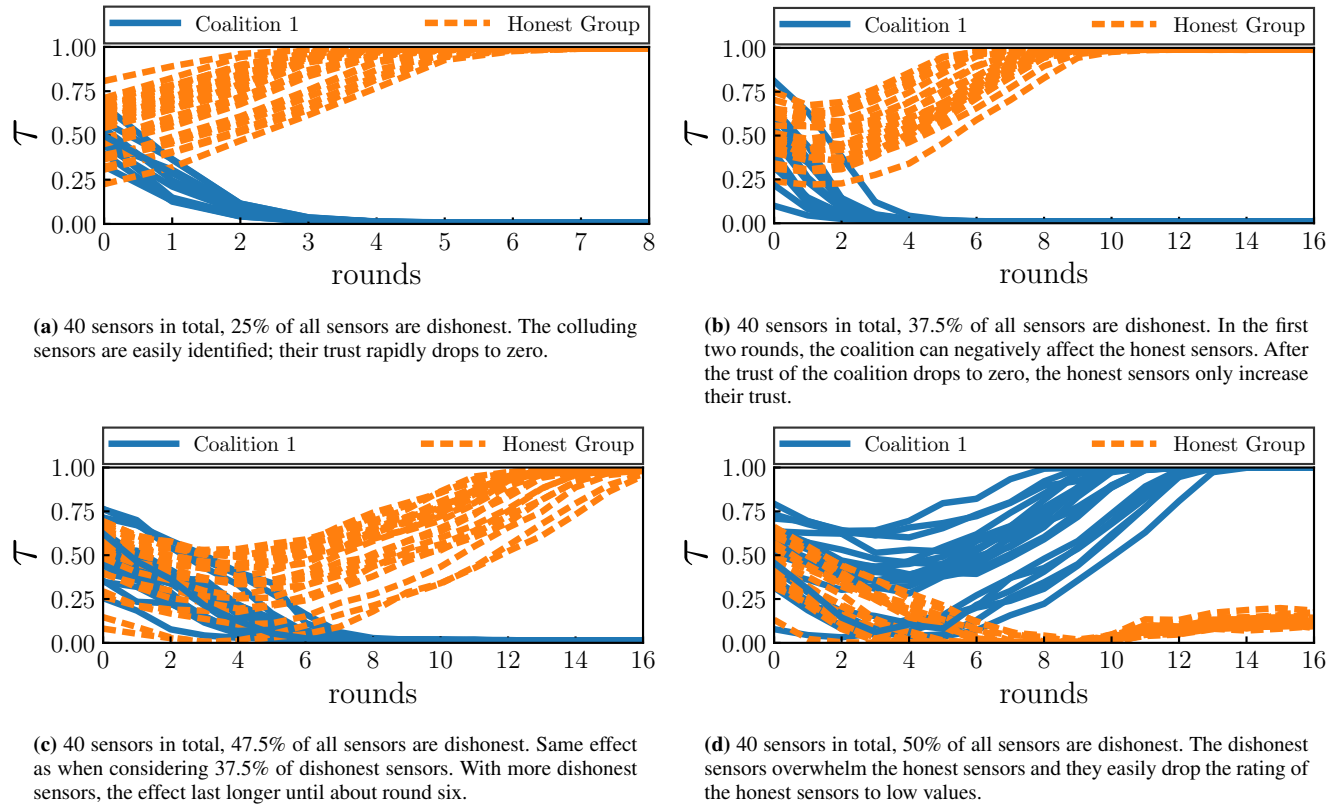 Coalition 1 Honest Group
1.00
0.75
0.50
0.25
0.00
𝒯
0 1 2 3 4 5 6 7 8
rounds
(a) 40 sensors in total, 25% of all sensors are dishonest. The colluding
sensors are easily identified; their trust rapidly drops to zero.
Coalition 1 Honest Group
1.00
0.75
0.50
0.25
0.00
𝒯
0 2 4 6 8 10 12 14 16
rounds
(b) 40 sensors in total, 37.5% of all sensors are dishonest. In the first
two rounds, the coalition can negatively affect the honest sensors. After
the trust of the coalition drops to zero, the honest sensors only increase
their trust.
Coalition 1 Honest Group
1.00
0.75
0.50
0.25
0.00
𝒯
0 2 4 6 8 10 12 14 16
rounds
(c) 40 sensors in total, 47.5% of all sensors are dishonest. Same effect
as when considering 37.5% of dishonest sensors. With more dishonest
sensors, the effect last longer until about round six.
Coalition 1 Honest Group
1.00
0.75
0.50
0.25
0.00
𝒯
0 2 4 6 8 10 12 14 16
rounds
(d) 40 sensors in total, 50% of all sensors are dishonest. The dishonest
sensors overwhelm the honest sensors and they easily drop the rating of
the honest sensors to low values.